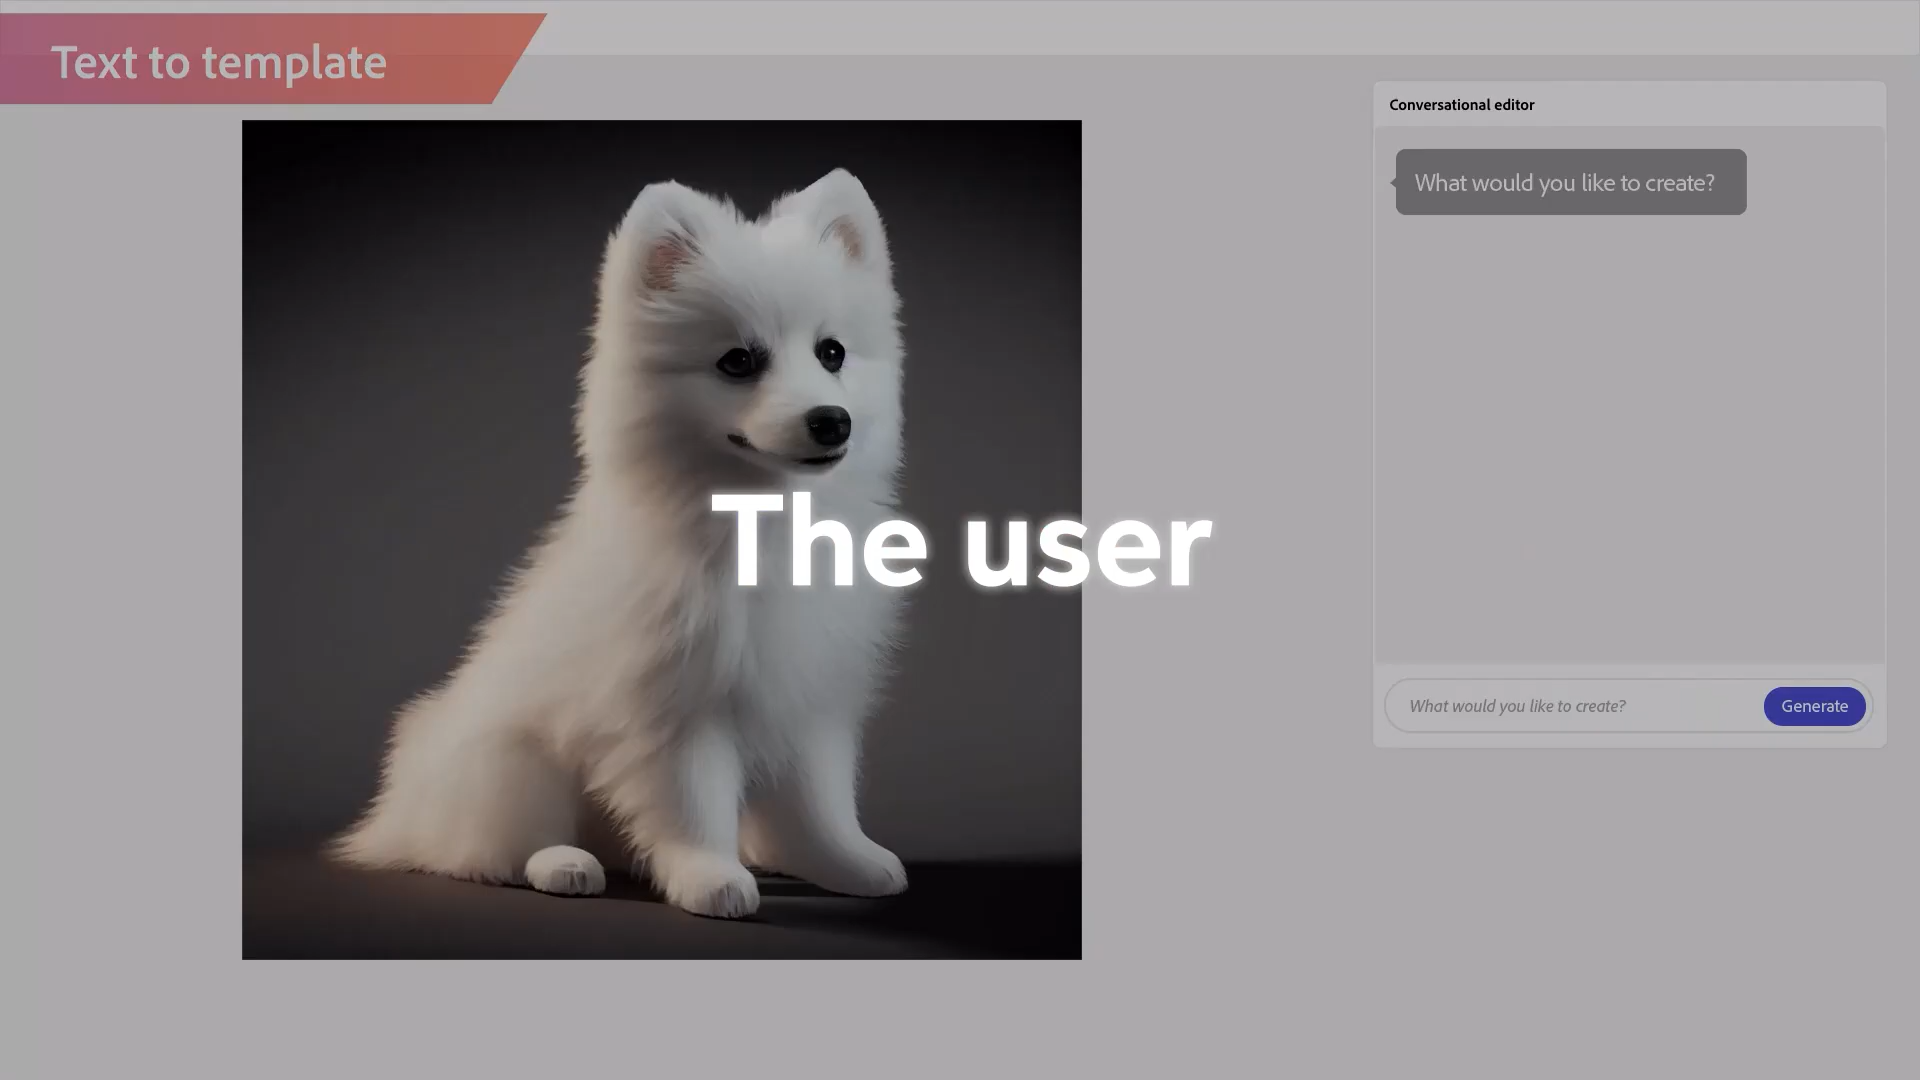 Text to template
Conversational editor
What would you like to create?
The user
What would you like to create?
Generate